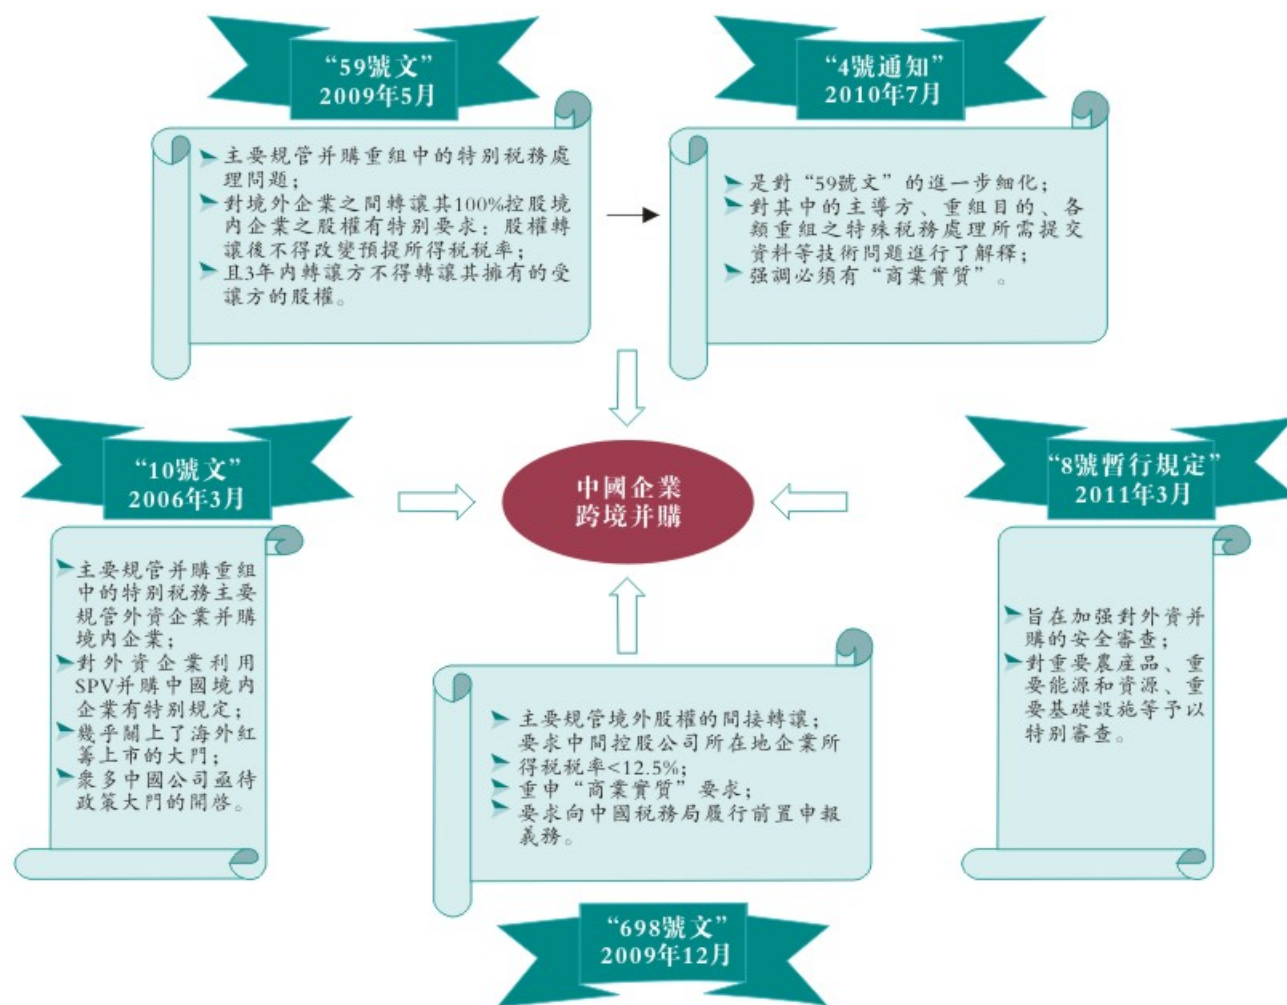 “59號文”
2009年5月
主要規管并購重組中的特别税務處
理問題；
對境外企業之間轉讓其100%控股境
内企業之股權有特别要求：股權轉
讓後不得改變預提所得税税率；
且3年内轉讓方不得轉讓其擁有的受
讓方的股權。
“4號通知”
2010年7月
是對“59號文”的進一步細化；
對其中的主導方、重組目的、各
類重組之特殊税務處理所需提交
資料等技術問題進行了解釋；
强調必須有“商業實質”。
“10號文”
2006年3月
主要規管并購重組
中的特别税務主要
規管外資企業并購
境内企業；
對外資企業利用
SPV并購中國境内
企業有特别規定；
幾乎關上了海外紅
籌上市的大門；
衆多中國公司亟待
政策大門的開啓。
中國企業
跨境并購
“8號暫行規定”
2011年3月
旨在加强對外資并
購的安全審查；
對重要農産品、重
要能源和資源、重
要基礎設施等予以
特别審查。
主要規管境外股權的間接轉讓；
要求中間控股公司所在地企業所
得税税率<12.5%；
重申“商業實質”要求；
要求向中國税務局履行前置申報
義務。
“698號文”
2009年12月